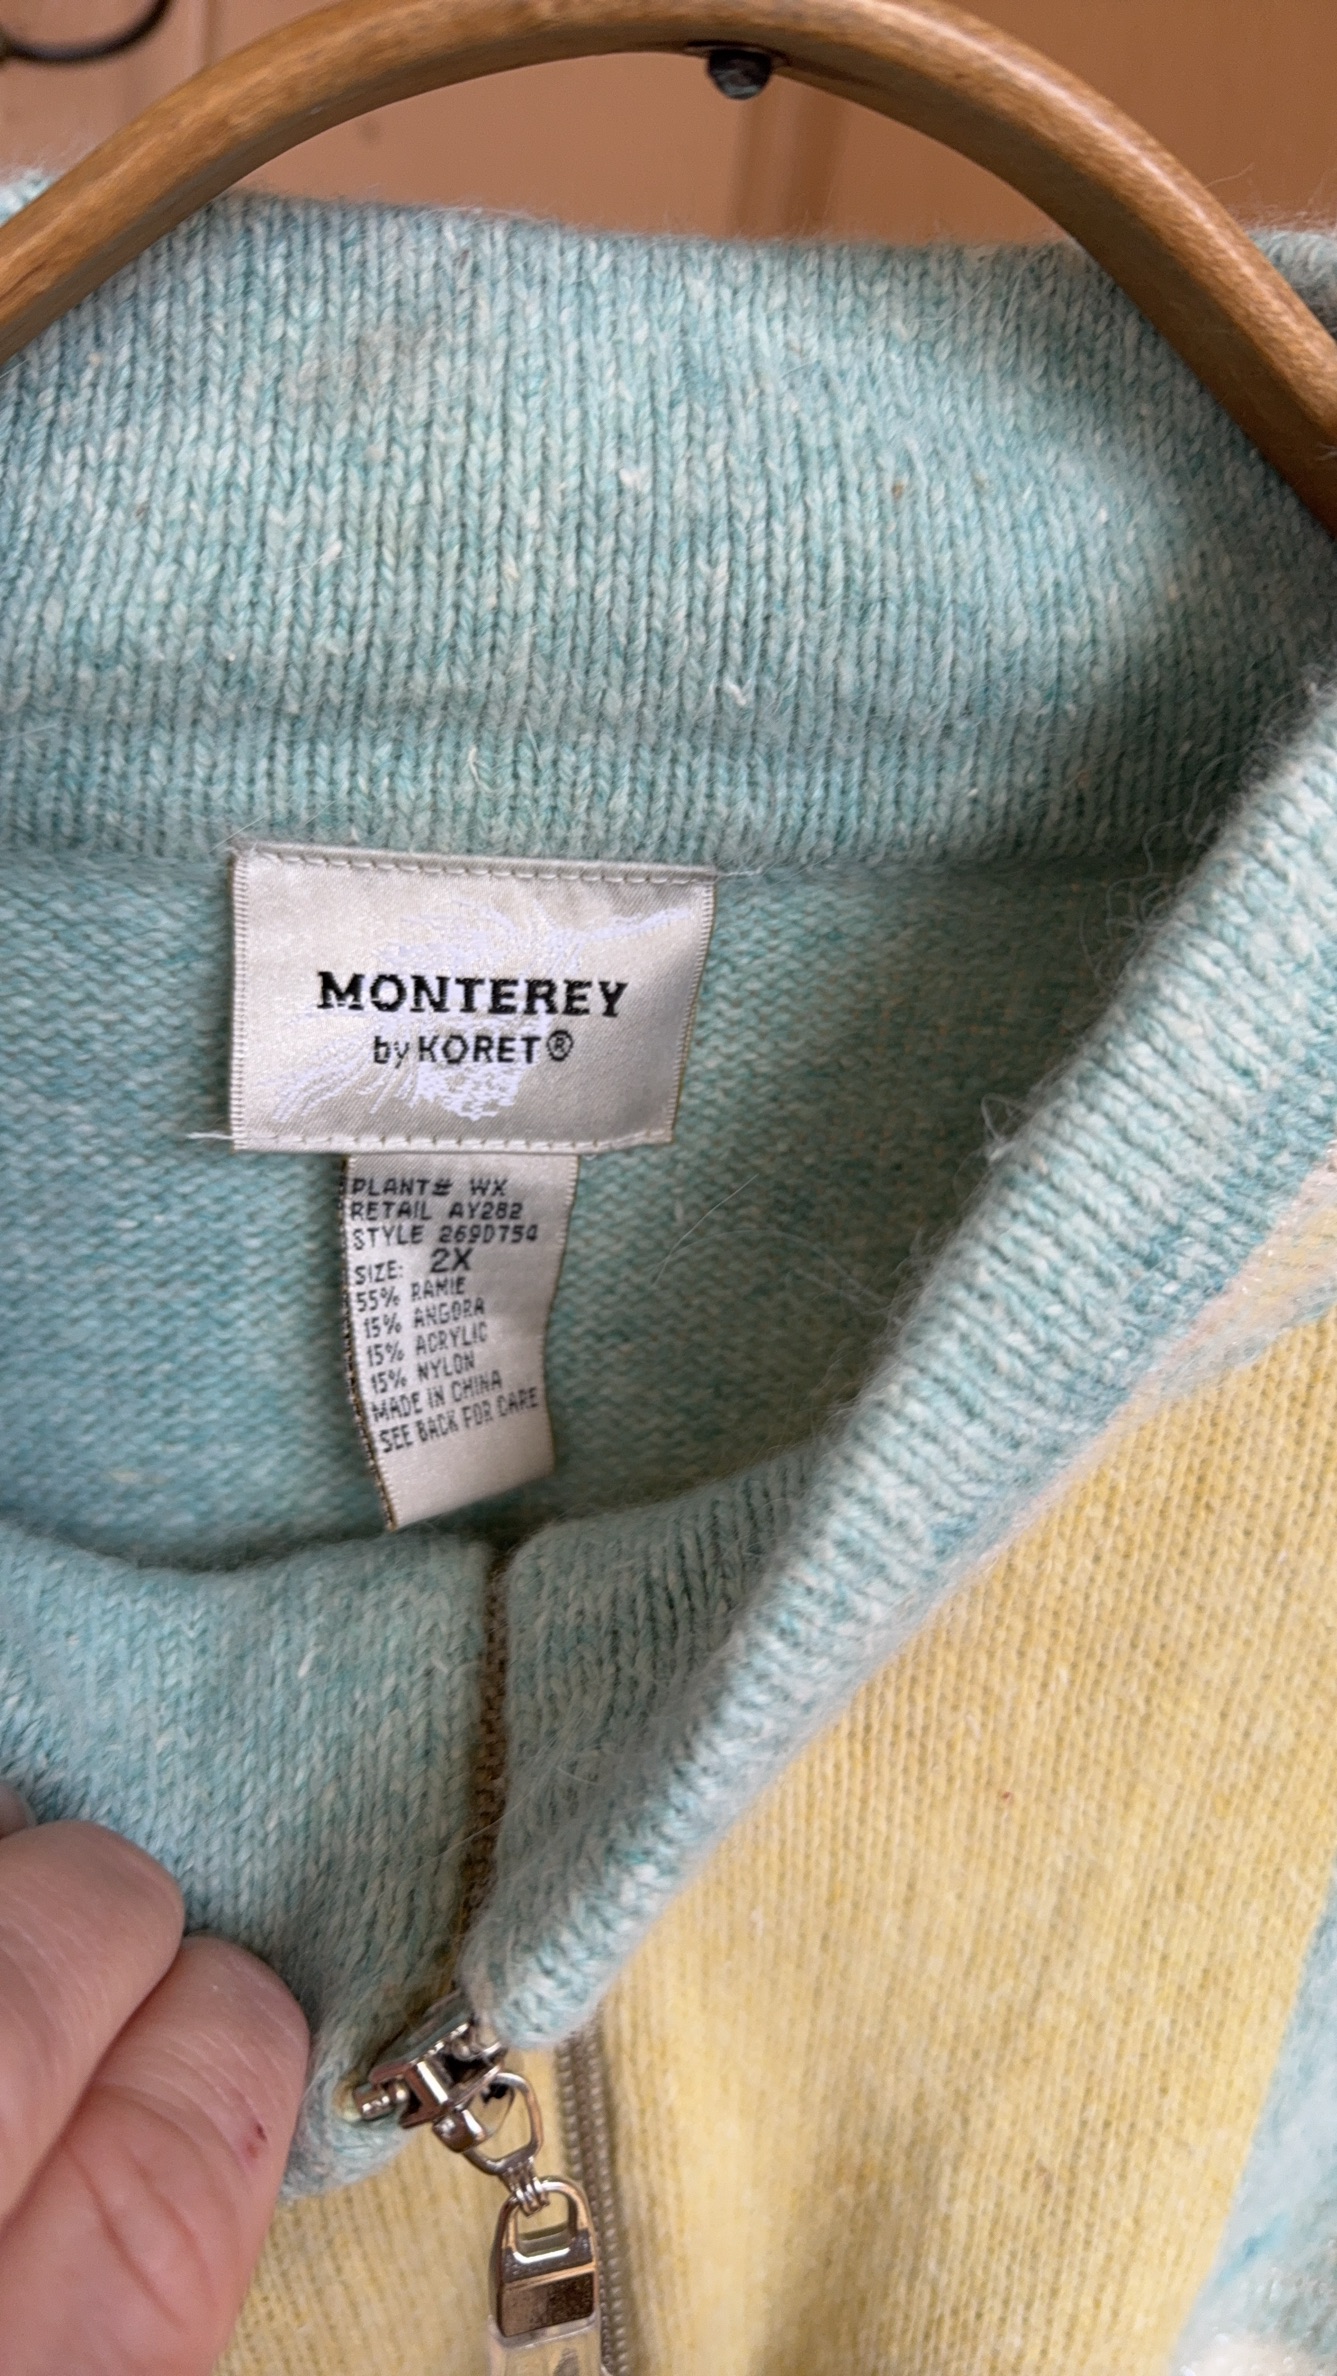 MONTEREY
by KORET®
PLANT# WX
RETAIL AY282
STYLE 269D754
SIZE: 2X
55% RAMIE
15% ANGORA
15% ACRYLIC
15% NYLON
MADE IN CHINA
SEE BACK FOR CARE